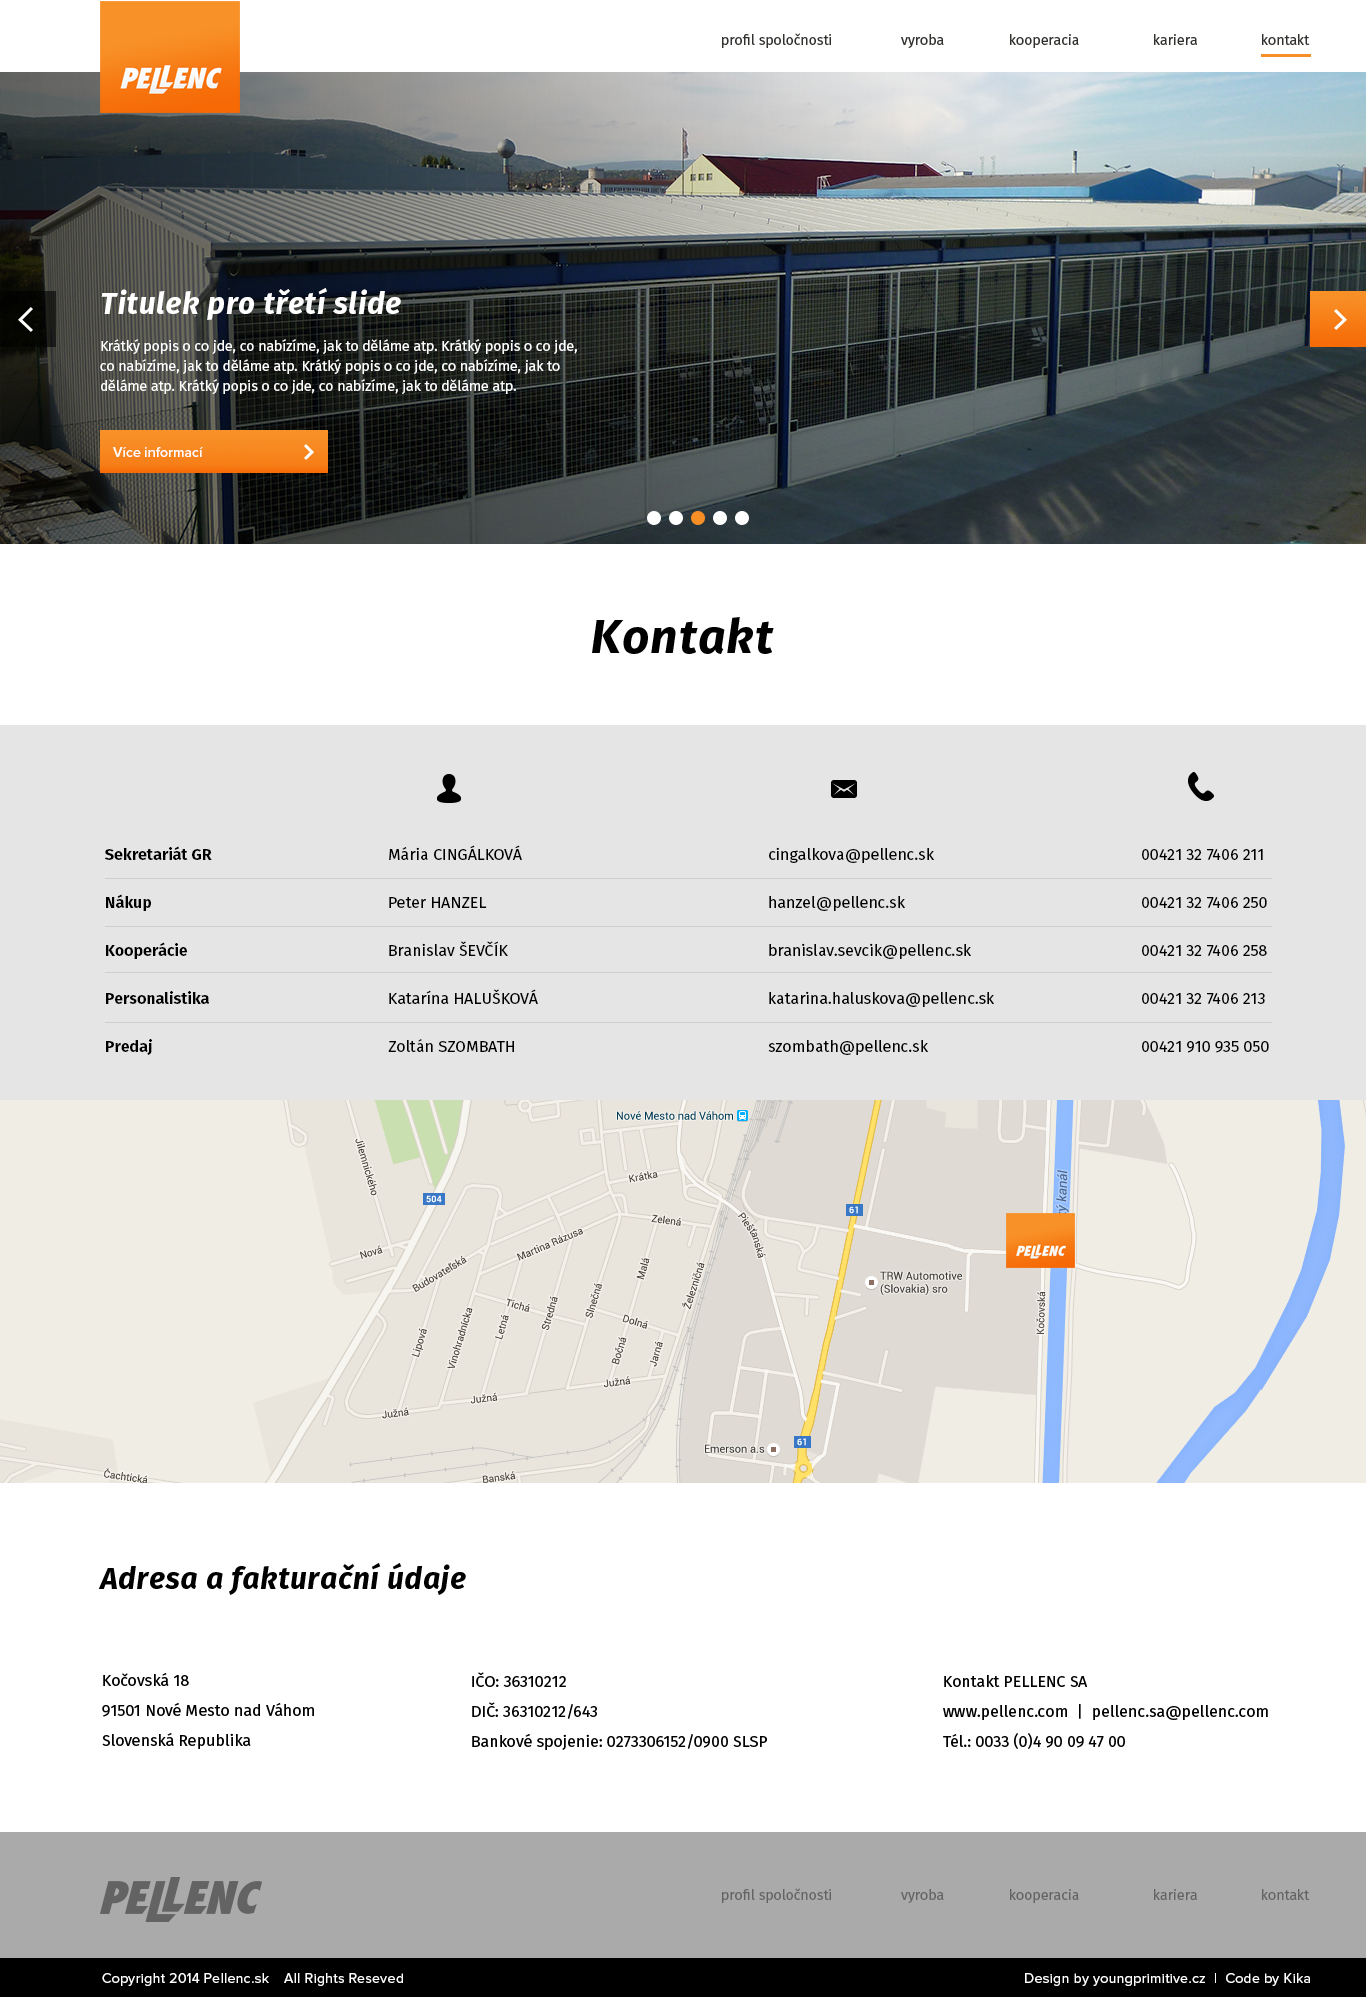 PELLENC
profil spoločnosti vyroba kooperacia kariera kontakt
Titulek pro třetí slide
Krátký popis o co jde, co nabízíme, jak to děláme atp. Krátký popis o co jde,
co nabízíme, jak to děláme atp. Krátký popis o co jde, co nabízíme, jak to
děláme atp. Krátký popis o co jde, co nabízíme, jak to děláme atp.
Více informací
Kontakt
Sekretariát GR Mária CINGÁLKOVÁ cingalkova@pellenc.sk 00421 32 7406 211
Nákup Peter HANZEL hanzel@pellenc.sk 00421 32 7406 250
Kooperácie Branislav ŠEVČÍK branislav.sevcik@pellenc.sk 00421 32 7406 258
Personalistika Katarína HALUŠKOVÁ katarina.haluskova@pellenc.sk 00421 32 7406 213
Predaj Zoltán SZOMBATH szombath@pellenc.sk 00421 910 935 050
Nové Mesto nad Váhom
Jilemnického
Krátka
504
61
kanál
Zelená
Piešťanská
Martina Rázusa
Nová
Budovateľská
Malá
Železničná
PELLENC
TRW Automotive
(Slovakia) sro
Tichá
Stredná
Slnečná
Letná
Vinohradnícka
Lipová
Dolná
Bočná
Jarná
Kočovská
Južná
Južná
Južná
61
Emerson a.s
Čachtická
Banská
Adresa a fakturační údaje
Kočovská 18
91501 Nové Mesto nad Váhom
Slovenská Republika
IČO: 36310212
DIČ: 36310212/643
Bankové spojenie: 0273306152/0900 SLSP
Kontakt PELLENC SA
www.pellenc.com | pellenc.sa@pellenc.com
Tél.: 0033 (0)4 90 09 47 00
PELLENC
profil spoločnosti vyroba kooperacia kariera kontakt
Copyright 2014 Pellenc.sk All Rights Reseved
Design by youngprimitive.cz | Code by Kika